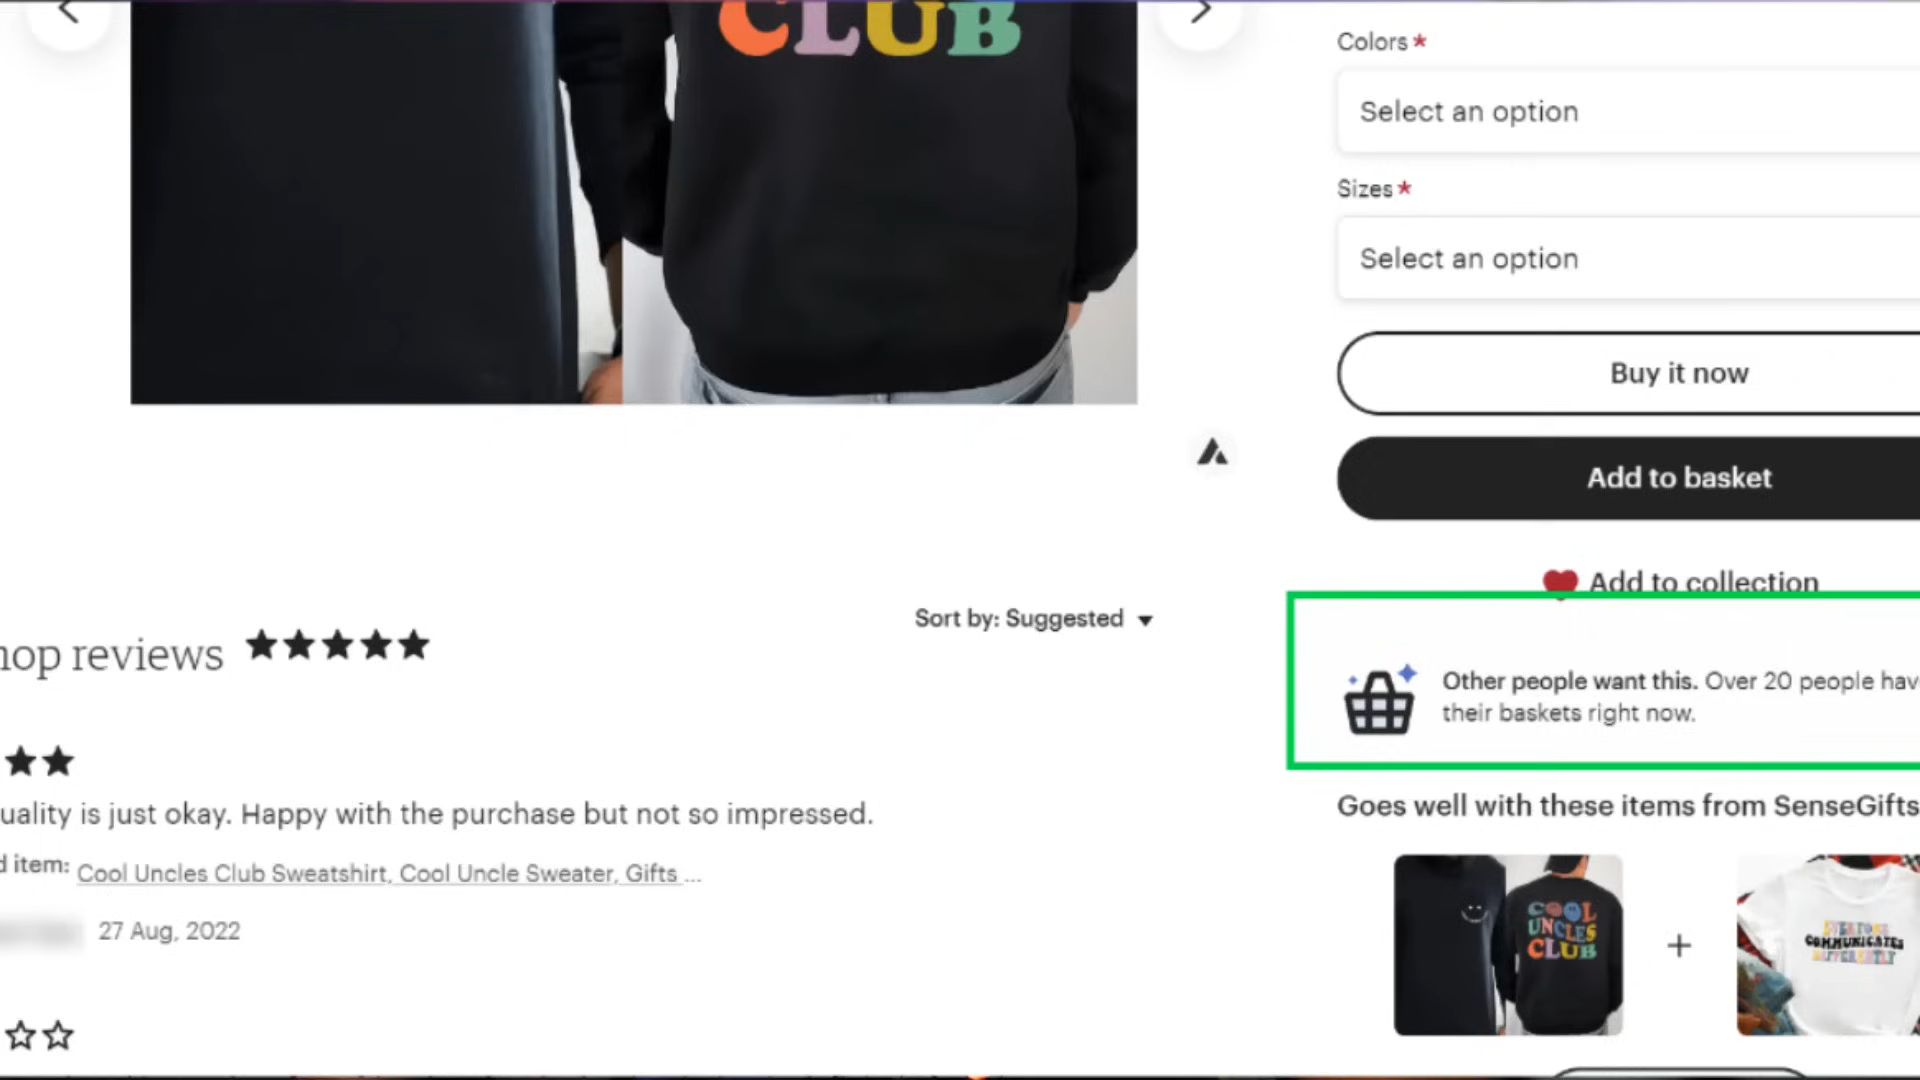 CLUB
Colors *
Select an option
Sizes *
Select an option
Buy it now
Add to basket
Add to collection
Sort by: Suggested
hop reviews
Other people want this. Over 20 people hav
their baskets right now.
uality is just okay. Happy with the purchase but not so impressed.
d item: Cool Uncles Club Sweatshirt, Cool Uncle Sweater, Gifts ...
27 Aug, 2022
Goes well with these items from SenseGifts
COOL
UNCLES
CLUB
+
EVERYONE
COMMUNICATES
DIFFERENTLY